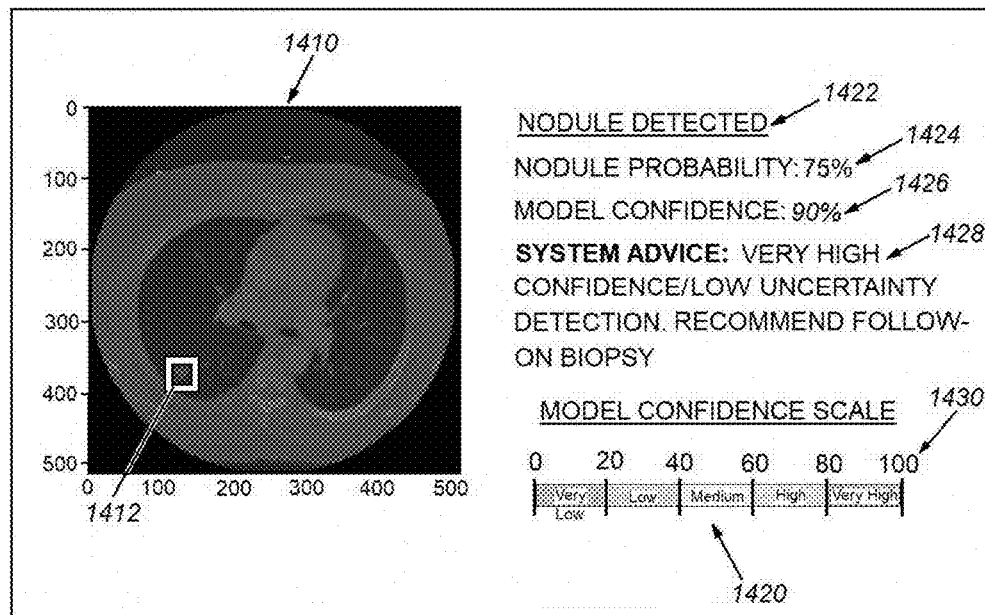 1410
0
100
200
300
400
500
0 100 200 300 400 500
1412
1422
NODULE DETECTED
1424
NODULE PROBABILITY: 75%
1426
MODEL CONFIDENCE: 90%
1428
SYSTEM ADVICE: VERY HIGH
CONFIDENCE/LOW UNCERTAINTY
DETECTION. RECOMMEND FOLLOW-
ON BIOPSY
MODEL CONFIDENCE SCALE
1430
0 20 40 60 80 100
Very Low Medium High Very High
Low
1420